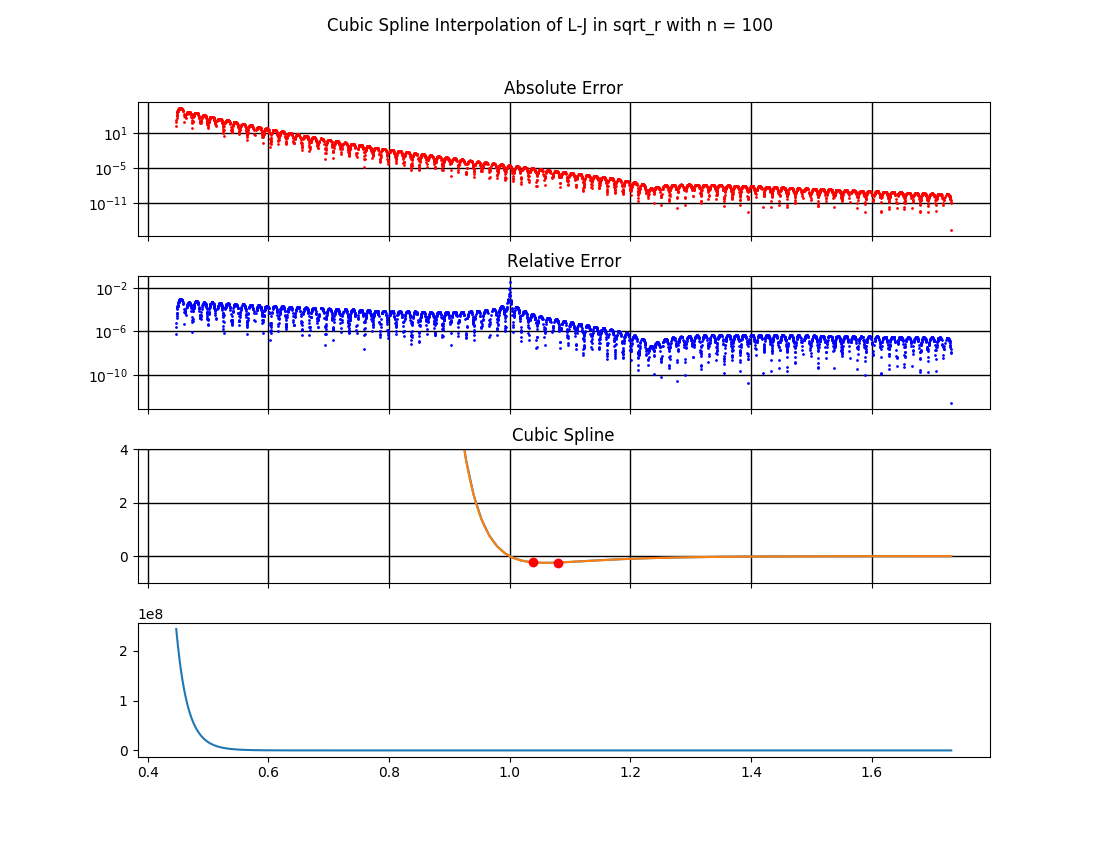 Cubic Spline Interpolation of L-J in sqrt_r with n = 100
Absolute Error
10¹
10⁻⁵
10⁻¹¹
Relative Error
10⁻²
10⁻⁶
10⁻¹⁰
Cubic Spline
4
2
0
1e8
2
1
0
0.4 0.6 0.8 1.0 1.2 1.4 1.6